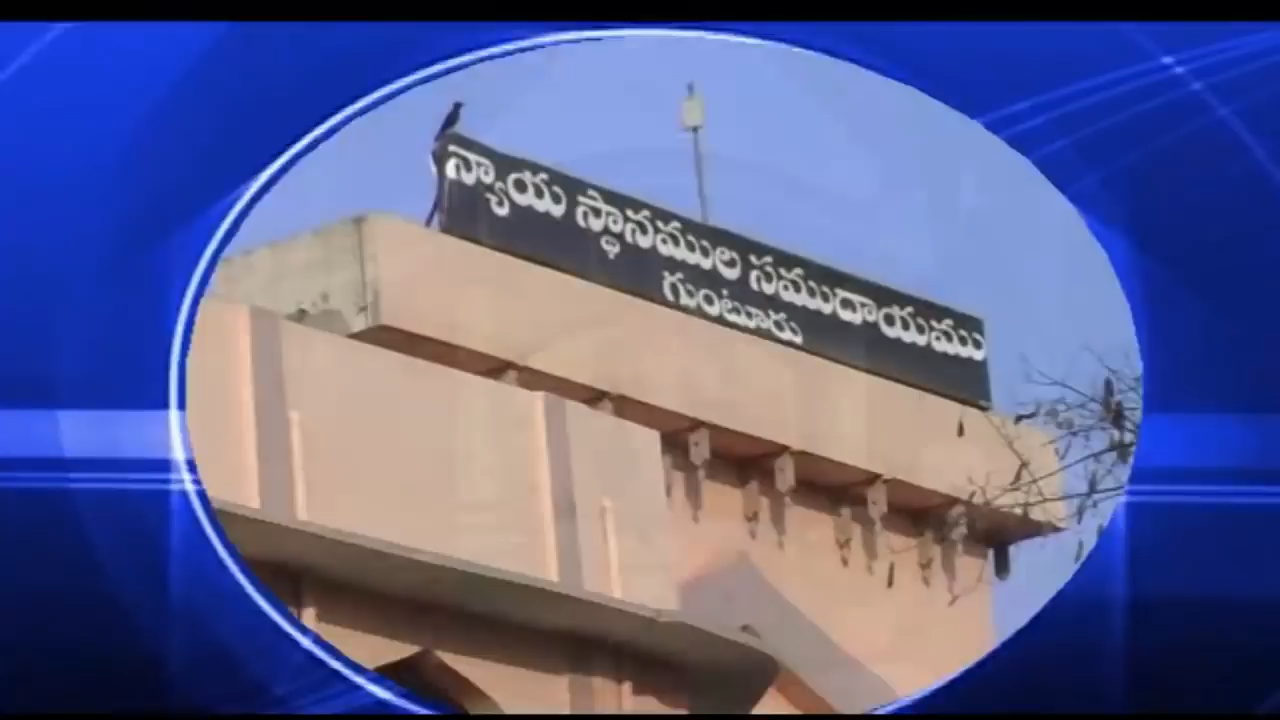 న్యాయ స్థానముల సముదాయము
గుంటూరు